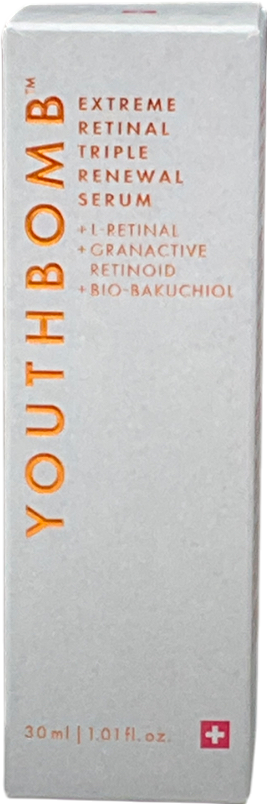 YOUTHBOMB™
EXTREME
RETINAL
TRIPLE
RENEWAL
SERUM
+L-RETINAL
+GRANACTIVE
RETINOID
+BIO-BAKUCHIOL
30 ml | 1.01 fl. oz.